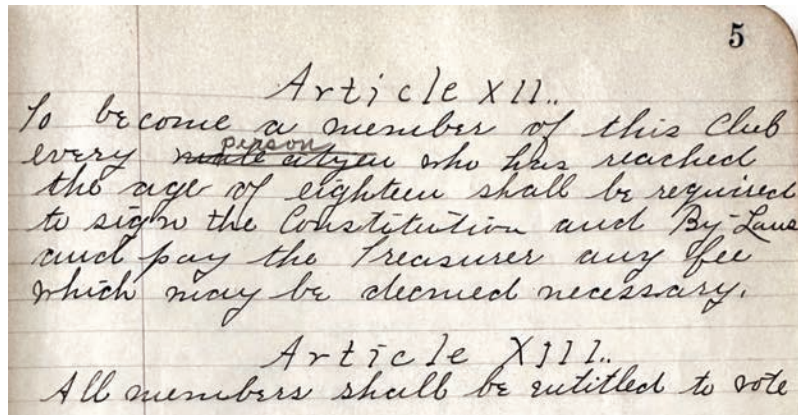 5
Article XII..
To become a member of this Club
every person male cityen who has reached
the age of eighteen shall be required
to sign the Constitution and By-Laws
and pay the Treasurer any fee
which may be deemed necessary.
Article XIII..
All members shall be entitled to vote